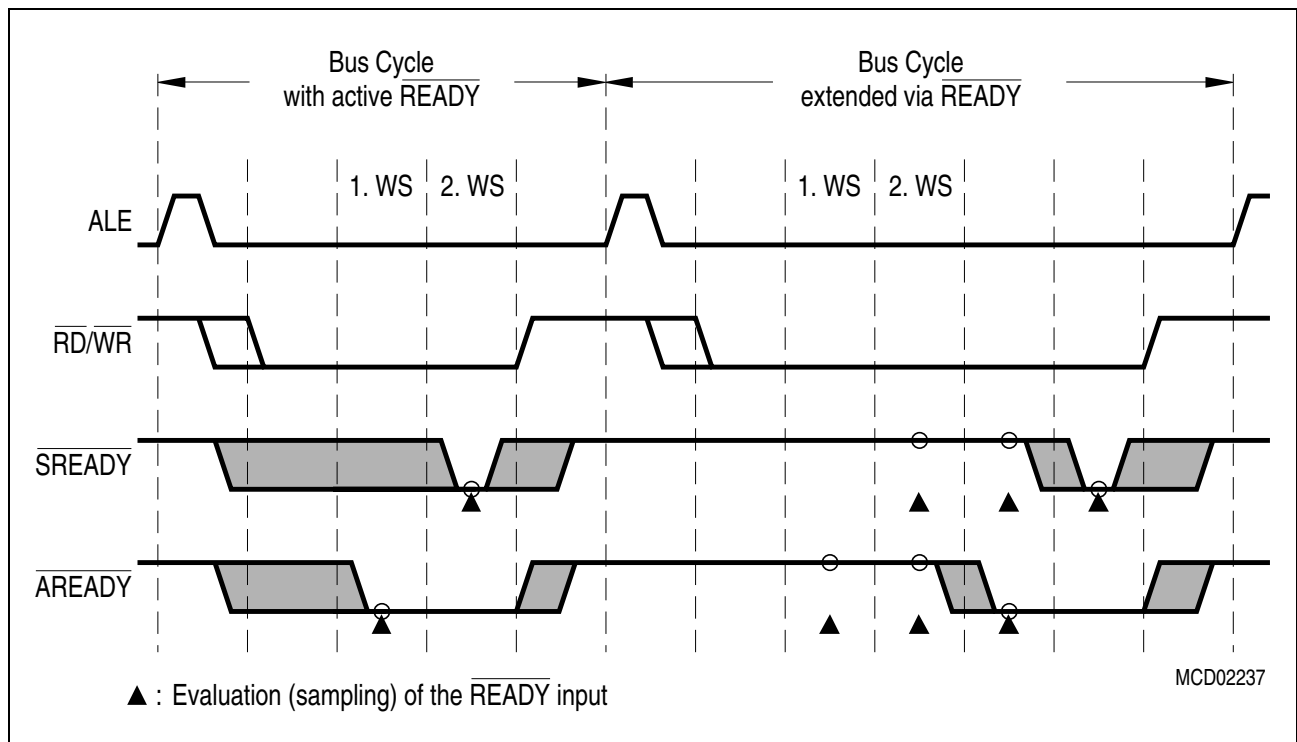 Bus Cycle
with active READY
Bus Cycle
extended via READY
1. WS
2. WS
1. WS
2. WS
ALE
RD/WR
SREADY
AREADY
MCD02237
▲ : Evaluation (sampling) of the READY input